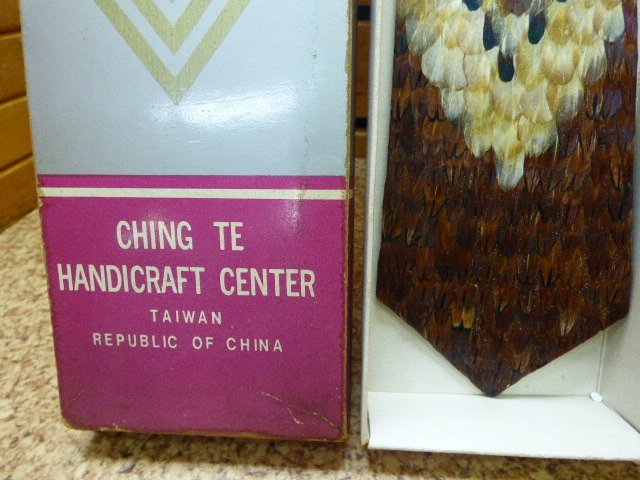 CHING TE
HANDICRAFT CENTER
TAIWAN
REPUBLIC OF CHINA